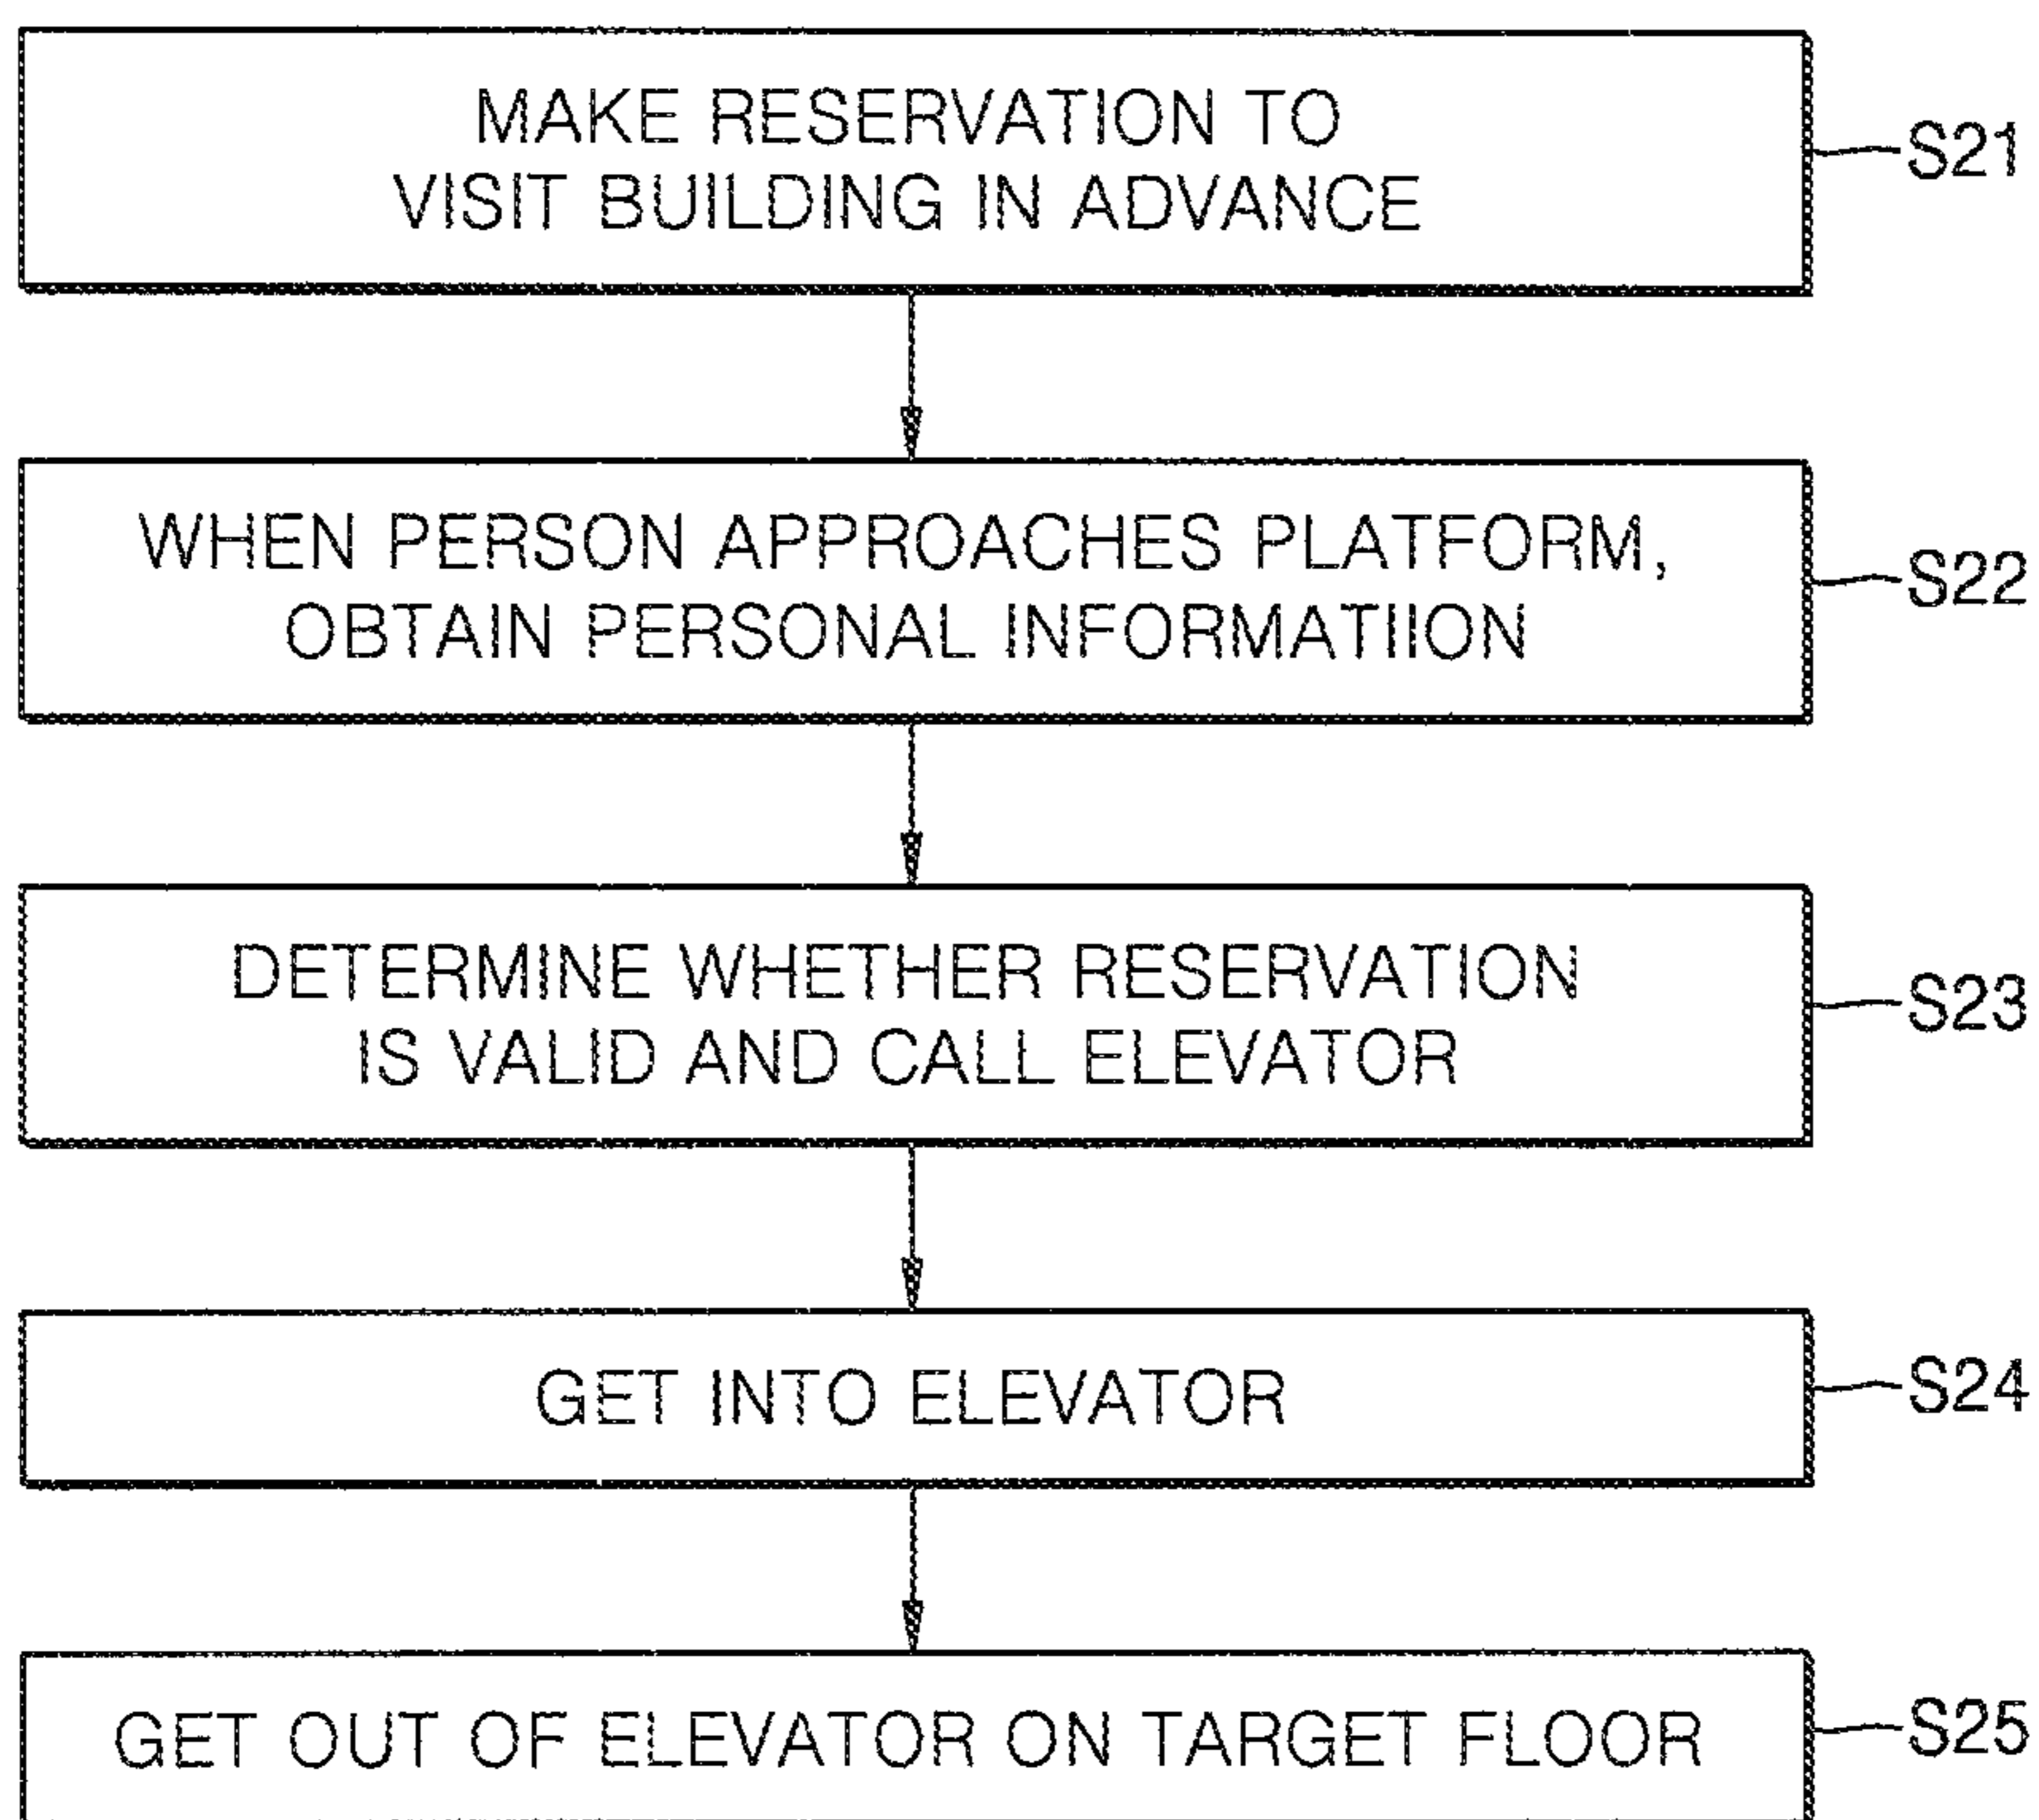 MAKE RESERVATION TO
VISIT BUILDING IN ADVANCE
S21
WHEN PERSON APPROACHES PLATFORM,
OBTAIN PERSONAL INFORMATIION
S22
DETERMINE WHETHER RESERVATION
IS VALID AND CALL ELEVATOR
S23
GET INTO ELEVATOR
S24
GET OUT OF ELEVATOR ON TARGET FLOOR
S25